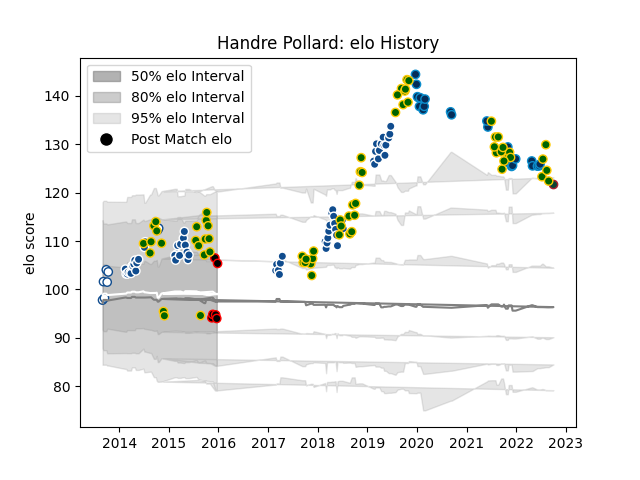 Handre Pollard: elo History
50% elo Interval
80% elo Interval
95% elo Interval
Post Match elo
elo score
140
130
120
110
100
90
80
2014 2015 2016 2017 2018 2019 2020 2021 2022 2023